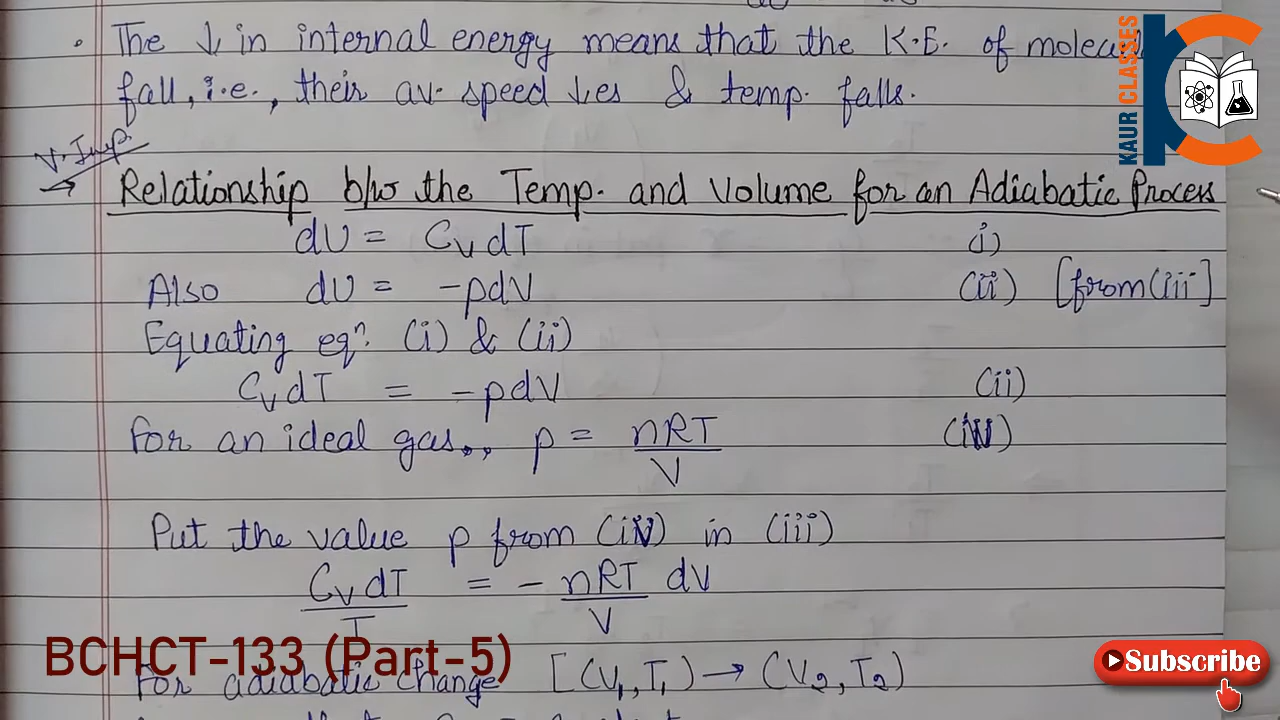 . The ↓ in internal energy means that the K.E. of molecul
fall, i.e., their av. speed ↓es & temp. falls.
KAUR CLASSES
V. Imp.
→ Relationship b/w the Temp. and Volume for an Adiabatic Process
dU = CvdT (i)
Also dU = -pdV (ii) [from (iii]
Equating eqn. (i) & (ii)
CvdT = -pdV (ii)
For an ideal gas., p = nRT/V (iv)
Put the value p from (iv) in (iii)
CvdT/T = - nRT/V dV
BCHCT-133 (Part-5)
For adiabatic change [(V1,T1) → (V2,T2)
Subscribe